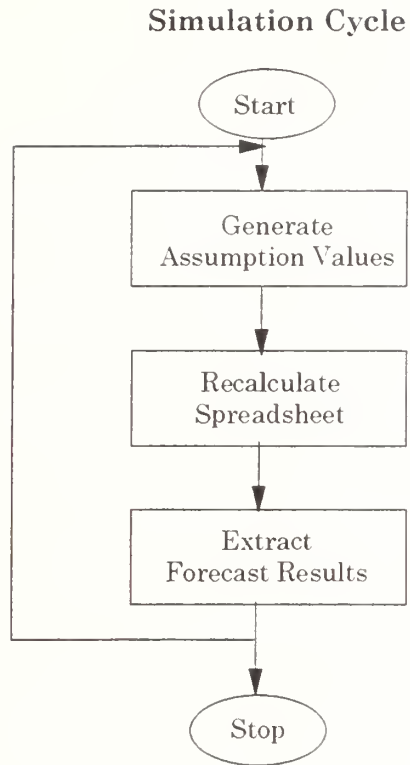 Simulation Cycle
Start
Generate
Assumption Values
Recalculate
Spreadsheet
Extract
Forecast Results
Stop